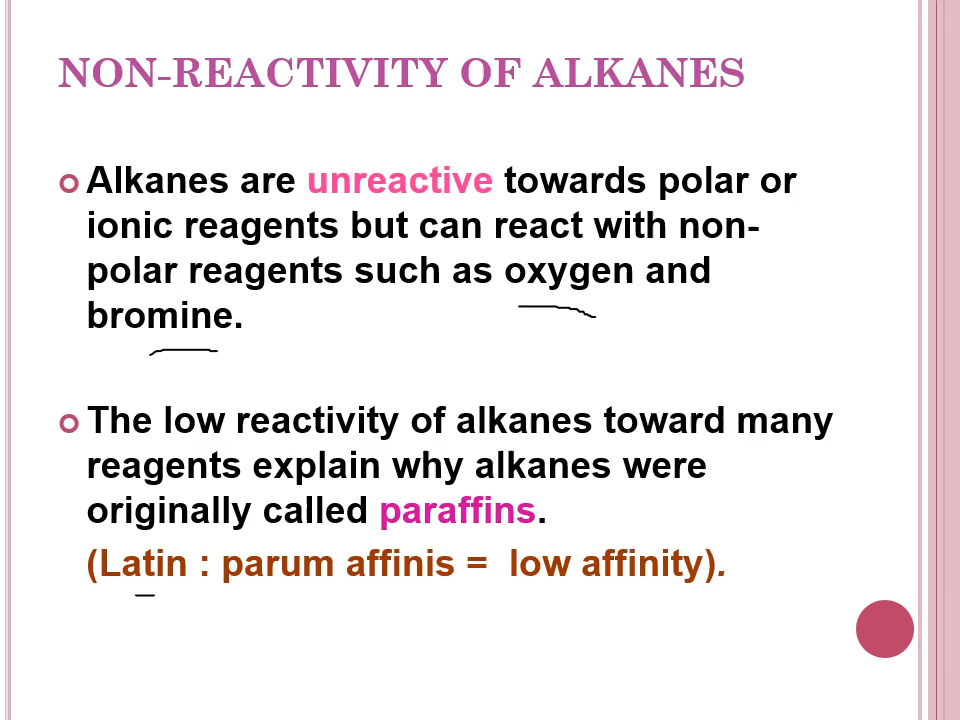 NON-REACTIVITY OF ALKANES
Alkanes are unreactive towards polar or
ionic reagents but can react with non-
polar reagents such as oxygen and
bromine.
The low reactivity of alkanes toward many
reagents explain why alkanes were
originally called paraffins.
(Latin : parum affinis = low affinity).